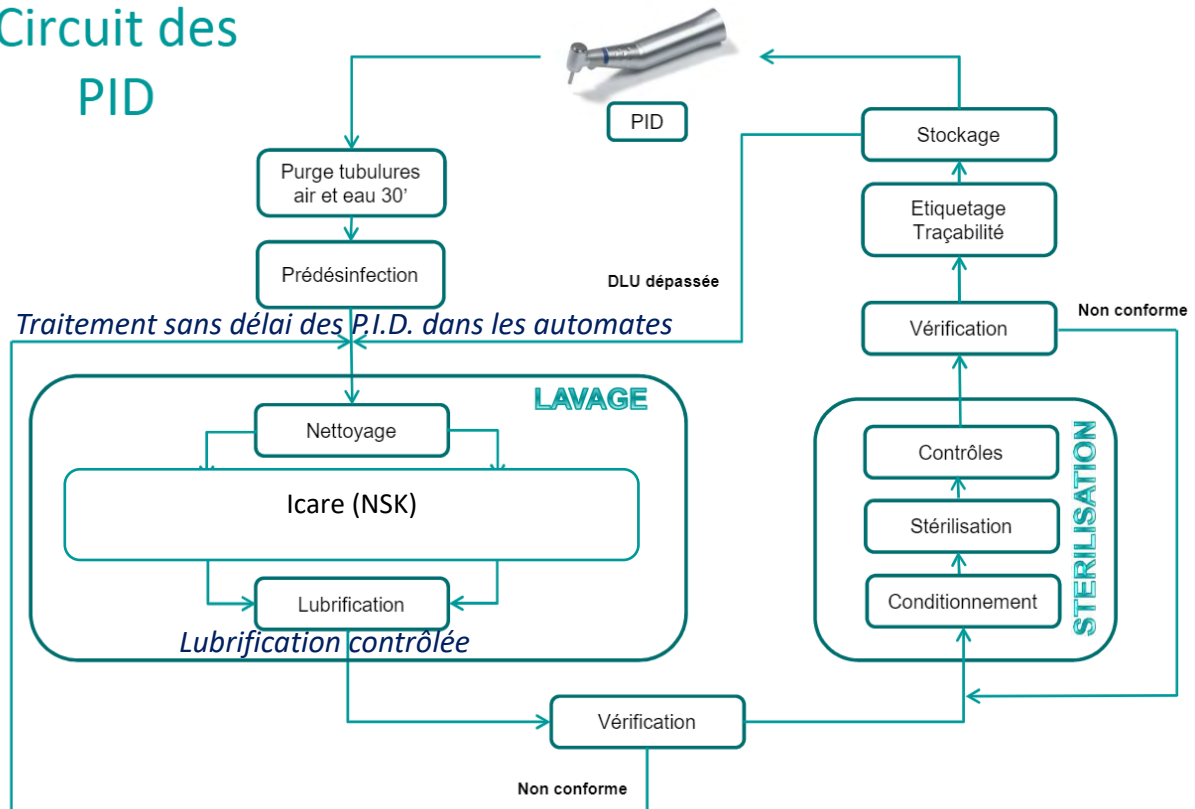 Circuit des
PID
PID
Purge tubulures
air et eau 30’
Prédésinfection
Traitement sans délai des P.I.D. dans les automates
LAVAGE
Nettoyage
Icare (NSK)
Lubrification
Lubrification contrôlée
Vérification
Non conforme
Conditionnement
Stérilisation
Contrôles
STERILISATION
Vérification
Non conforme
Etiquetage
Traçabilité
Stockage
DLU dépassée